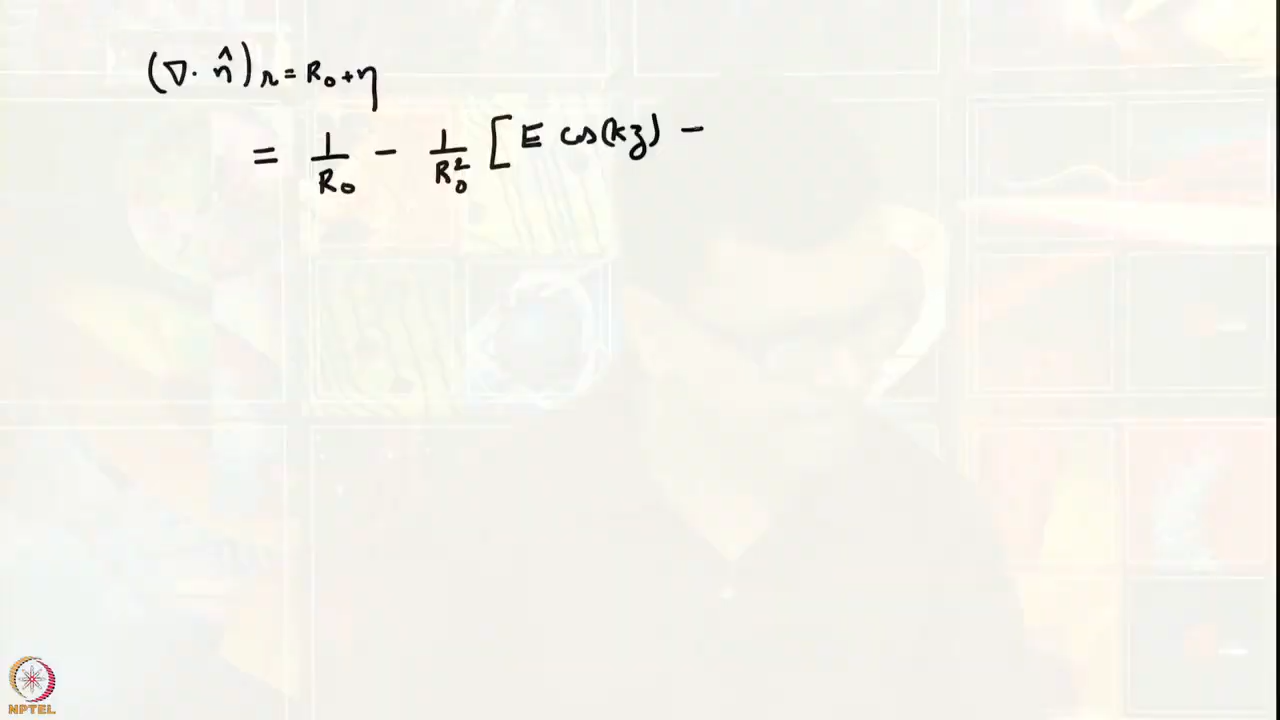 (∇· n̂)r = R₀+η
= 1/R₀ − 1/R₀² [E cos(kz) −
NPTEL